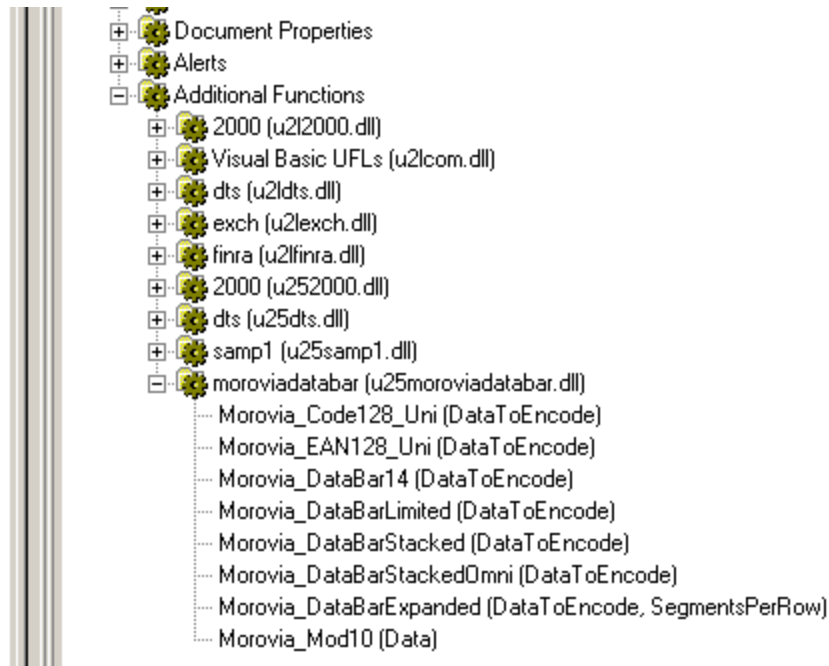 Document Properties
Alerts
Additional Functions
2000 (u2l2000.dll)
Visual Basic UFLs (u2lcom.dll)
dts (u2ldts.dll)
exch (u2lexch.dll)
finra (u2lfinra.dll)
2000 (u252000.dll)
dts (u25dts.dll)
samp1 (u25samp1.dll)
moroviadatabar (u25moroviadatabar.dll)
Morovia_Code128_Uni (DataToEncode)
Morovia_EAN128_Uni (DataToEncode)
Morovia_DataBar14 (DataToEncode)
Morovia_DataBarLimited (DataToEncode)
Morovia_DataBarStacked (DataToEncode)
Morovia_DataBarStackedOmni (DataToEncode)
Morovia_DataBarExpanded (DataToEncode, SegmentsPerRow)
Morovia_Mod10 (Data)